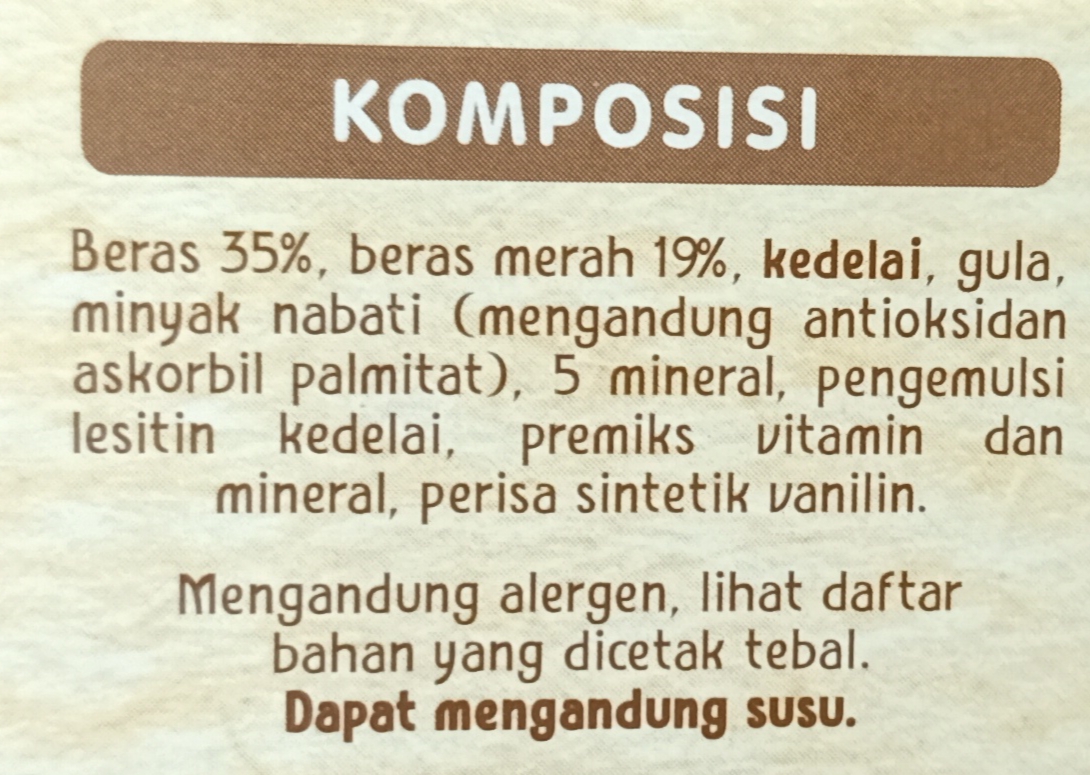 KOMPOSISI
Beras 35%, beras merah 19%, kedelai, gula,
minyak nabati (mengandung antioksidan
askorbil palmitat), 5 mineral, pengemulsi
lesitin kedelai, premiks vitamin dan
mineral, perisa sintetik vanilin.
Mengandung alergen, lihat daftar
bahan yang dicetak tebal.
Dapat mengandung susu.